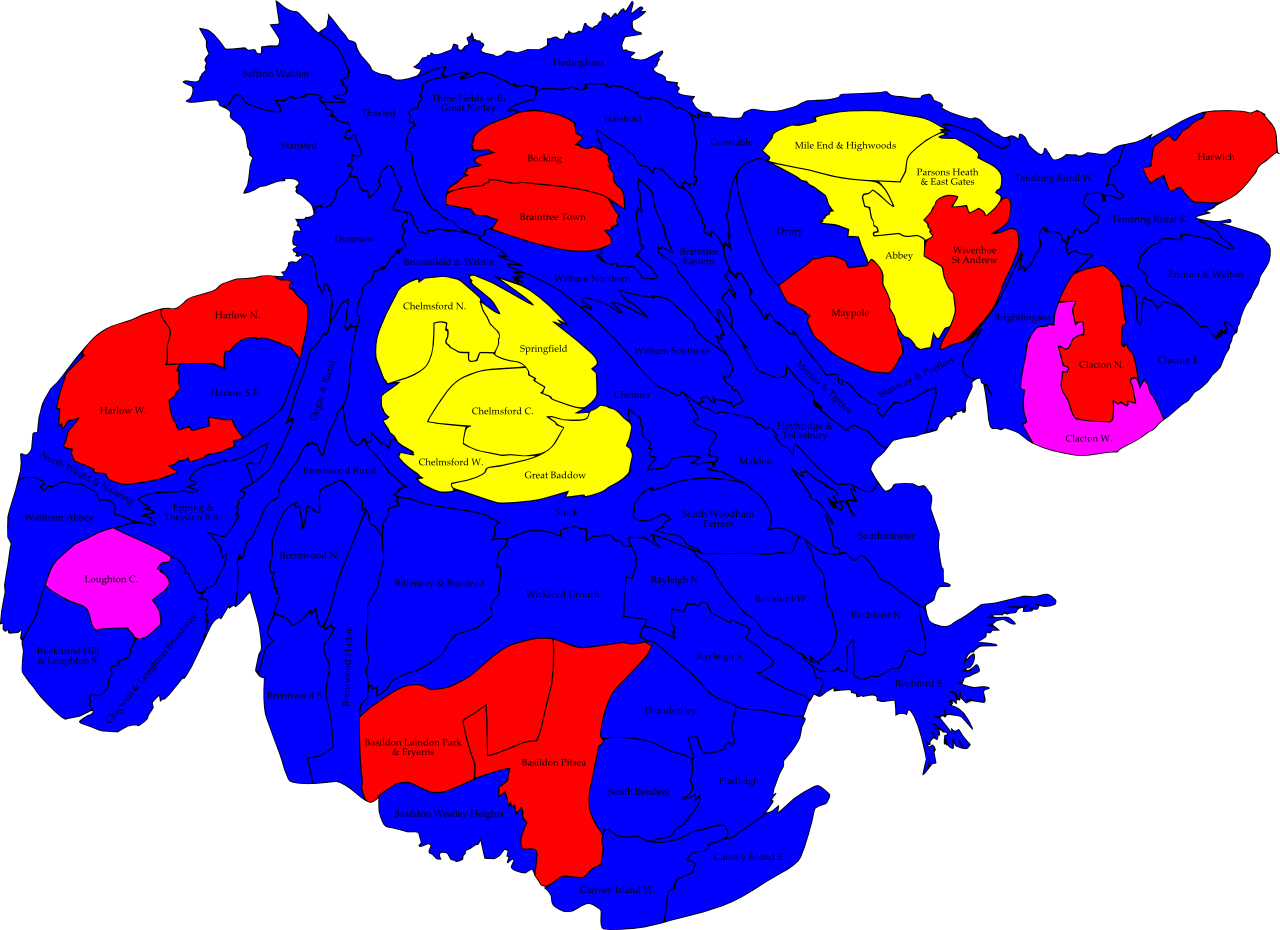 Saffron Walden
Hedingham
Three Fields with
Great Notley
Thaxted
Halstead
Stansted
Constable
Mile End & Highwoods
Bocking
Harwich
Parsons Heath
& East Gates
Tendring Rural W.
Braintree Town
Tendring Rural E.
Drury
Dunmow
Braintree
Eastern
Abbey
Wivenhoe
St Andrew
Broomfield & Writtle
Witham Northern
Frinton & Walton
Chelmsford N.
Harlow N.
Maypole
Brightlingsea
Springfield
Witham Southern
Clacton E.
Clacton N.
Ongar & Rural
Stanway & Pyefleet
Mersea & Tiptree
Harlow S.E.
Chelmer
Harlow W.
Chelmsford C.
Heybridge &
Tollesbury
Clacton W.
Chelmsford W.
Maldon
North Weald & Nazeing
Brentwood Rural
Great Baddow
Waltham Abbey
Epping &
Theydon Bois
Stock
South Woodham
Ferrers
Southminster
Brentwood N.
Loughton C.
Billericay & Burstead
Rayleigh N.
Wickford Crouch
Rochford W.
Rochford N.
Buckhurst Hill
& Loughton S.
Chigwell & Loughton Broadway
Rayleigh S.
Brentwood Hutton
Rochford S.
Brentwood S.
Thundersley
Basildon Laindon Park
& Fryerns
Basildon Pitsea
Hadleigh
South Benfleet
Basildon Westley Heights
Canvey Island E.
Canvey Island W.